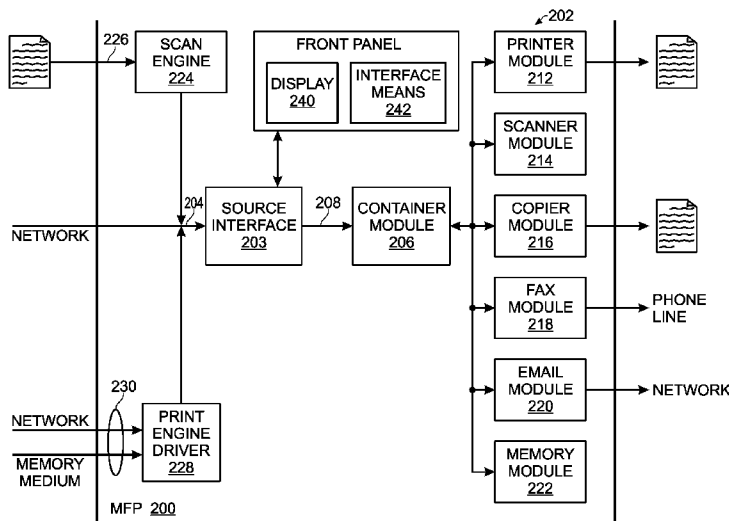 202
226
SCAN
ENGINE
224
FRONT PANEL
DISPLAY
240
INTERFACE
MEANS
242
PRINTER
MODULE
212
SCANNER
MODULE
214
NETWORK
204
SOURCE
INTERFACE
203
208
CONTAINER
MODULE
206
COPIER
MODULE
216
FAX
MODULE
218
PHONE
LINE
230
NETWORK
MEMORY
MEDIUM
PRINT
ENGINE
DRIVER
228
EMAIL
MODULE
220
NETWORK
MEMORY
MODULE
222
MFP 200